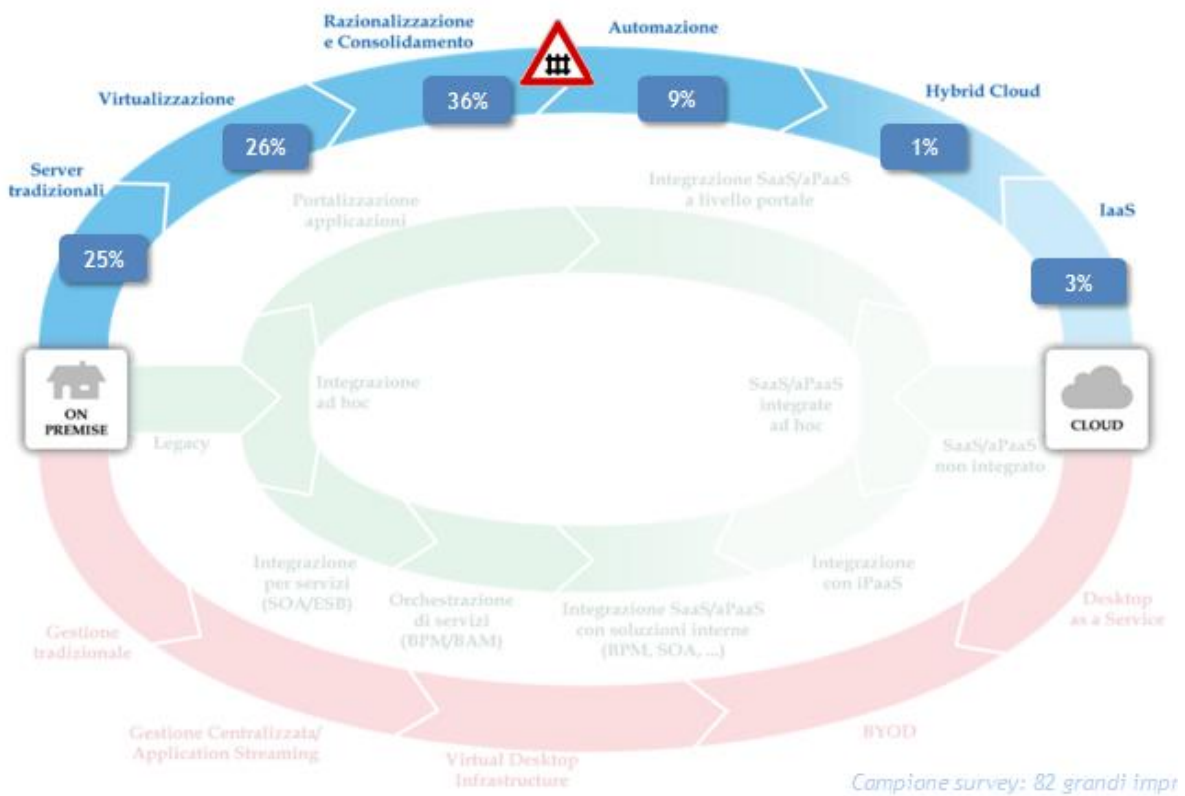 Razionalizzazione
e Consolidamento
Automazione
Virtualizzazione
Hybrid Cloud
36%
9%
26%
1%
Server
tradizionali
IaaS
25%
3%
Portalizzazione
applicazioni
Integrazione SaaS/aPaaS
a livello portale
ON
PREMISE
Legacy
Integrazione
ad hoc
SaaS/aPaaS
integrate
ad hoc
CLOUD
SaaS/aPaaS
non integrato
Integrazione
per servizi
(SOA/ESB)
Orchestrazione
di servizi
(BPM/BAM)
Integrazione SaaS/aPaaS
con soluzioni interne
(BPM, SOA, ...)
Integrazione
con iPaaS
Gestione
tradizionale
Desktop
as a Service
Gestione Centralizzata/
Application Streaming
Virtual Desktop
Infrastructure
BYOD
Campione survey: 82 grandi impr